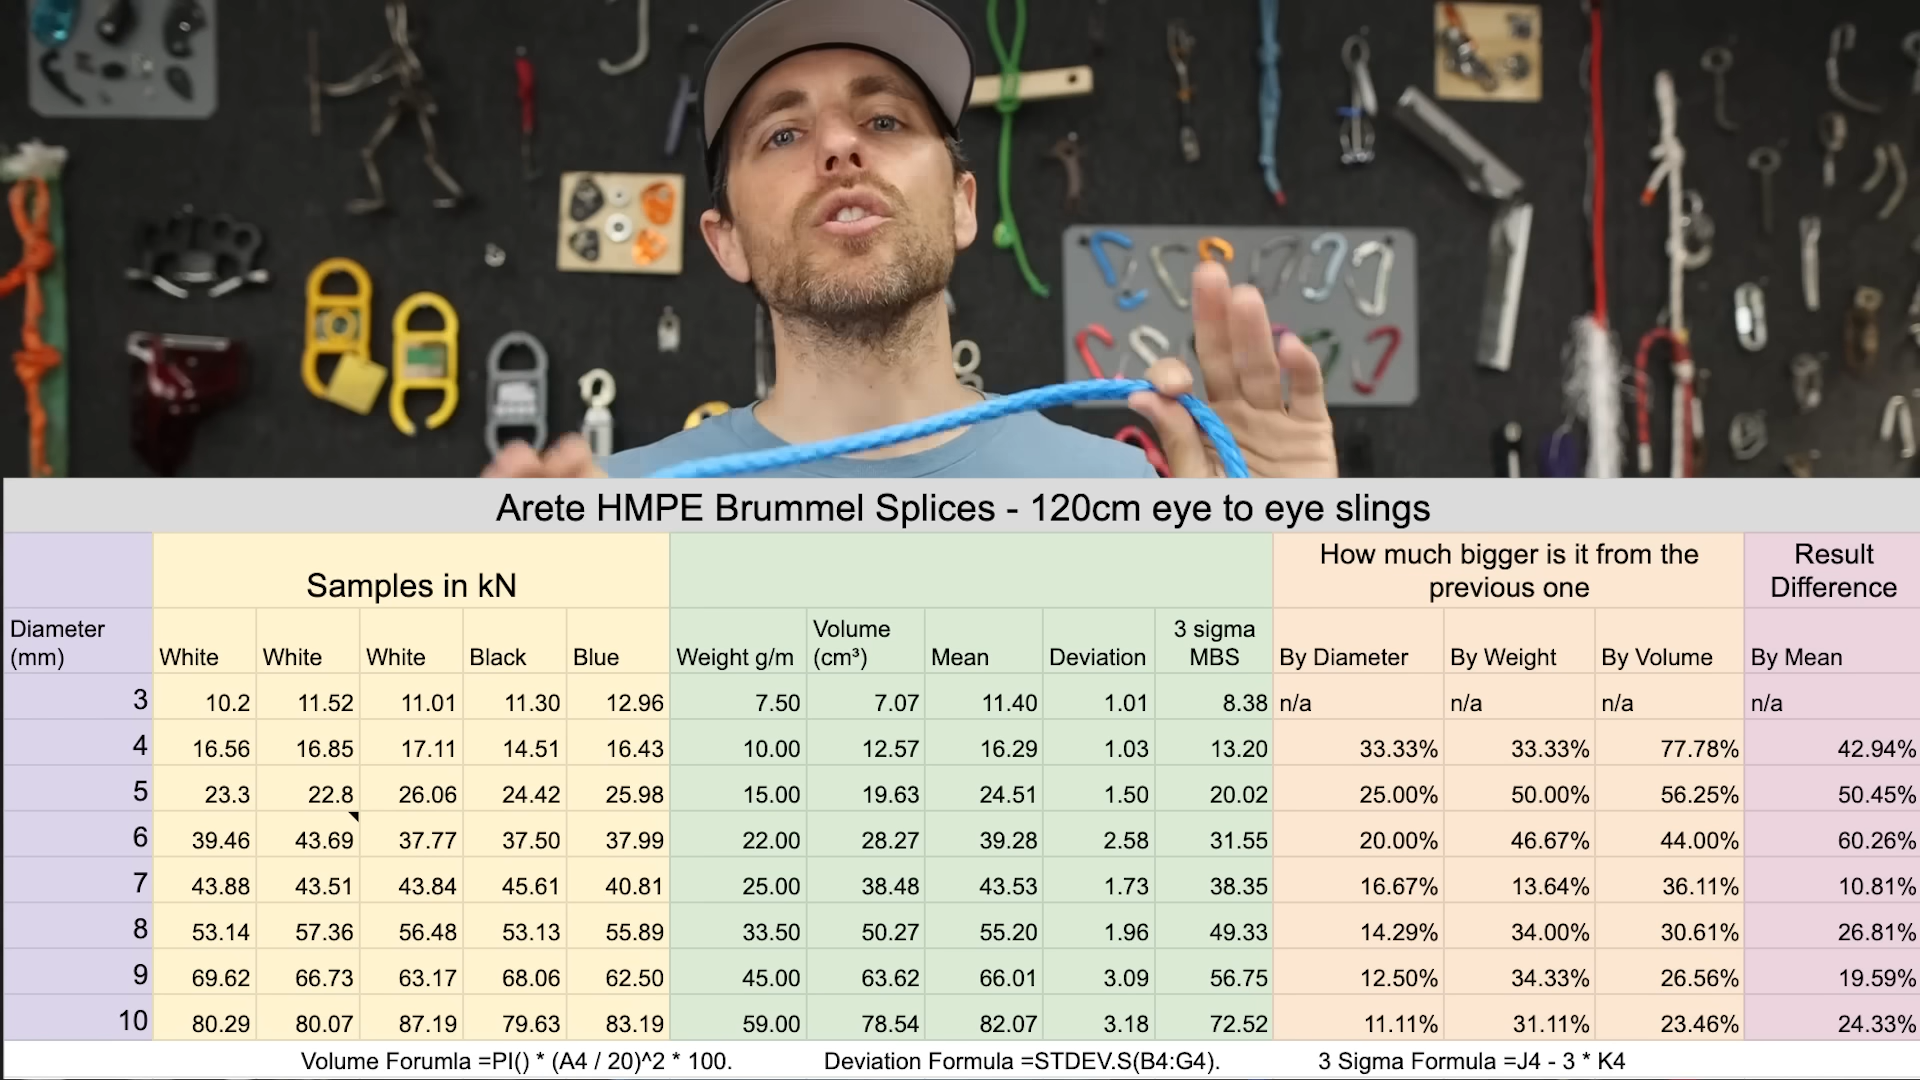 Arete HMPE Brummel Splices - 120cm eye to eye slings
Samples in kN
How much bigger is it from the
previous one
Result
Difference
Diameter
(mm) White White White Black Blue Weight g/m Volume
(cm³) Mean Deviation 3 sigma
MBS By Diameter By Weight By Volume By Mean
3 10.2 11.52 11.01 11.30 12.96 7.50 7.07 11.40 1.01 8.38 n/a n/a n/a n/a
4 16.56 16.85 17.11 14.51 16.43 10.00 12.57 16.29 1.03 13.20 33.33% 33.33% 77.78% 42.94%
5 23.3 22.8 26.06 24.42 25.98 15.00 19.63 24.51 1.50 20.02 25.00% 50.00% 56.25% 50.45%
6 39.46 43.69 37.77 37.50 37.99 22.00 28.27 39.28 2.58 31.55 20.00% 46.67% 44.00% 60.26%
7 43.88 43.51 43.84 45.61 40.81 25.00 38.48 43.53 1.73 38.35 16.67% 13.64% 36.11% 10.81%
8 53.14 57.36 56.48 53.13 55.89 33.50 50.27 55.20 1.96 49.33 14.29% 34.00% 30.61% 26.81%
9 69.62 66.73 63.17 68.06 62.50 45.00 63.62 66.01 3.09 56.75 12.50% 34.33% 26.56% 19.59%
10 80.29 80.07 87.19 79.63 83.19 59.00 78.54 82.07 3.18 72.52 11.11% 31.11% 23.46% 24.33%
Volume Forumla =PI() * (A4 / 20)^2 * 100. Deviation Formula =STDEV.S(B4:G4). 3 Sigma Formula =J4 - 3 * K4